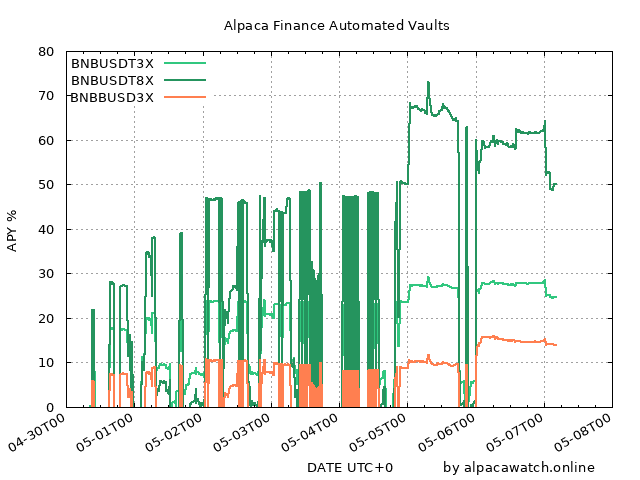 Alpaca Finance Automated Vaults
80
70
60
50
40
30
20
10
0
APY %
BNBUSDT3X
BNBUSDT8X
BNBBUSD3X
04-30T00
05-01T00
05-02T00
05-03T00
05-04T00
05-05T00
05-06T00
05-07T00
05-08T00
DATE UTC+0
by alpacawatch.online